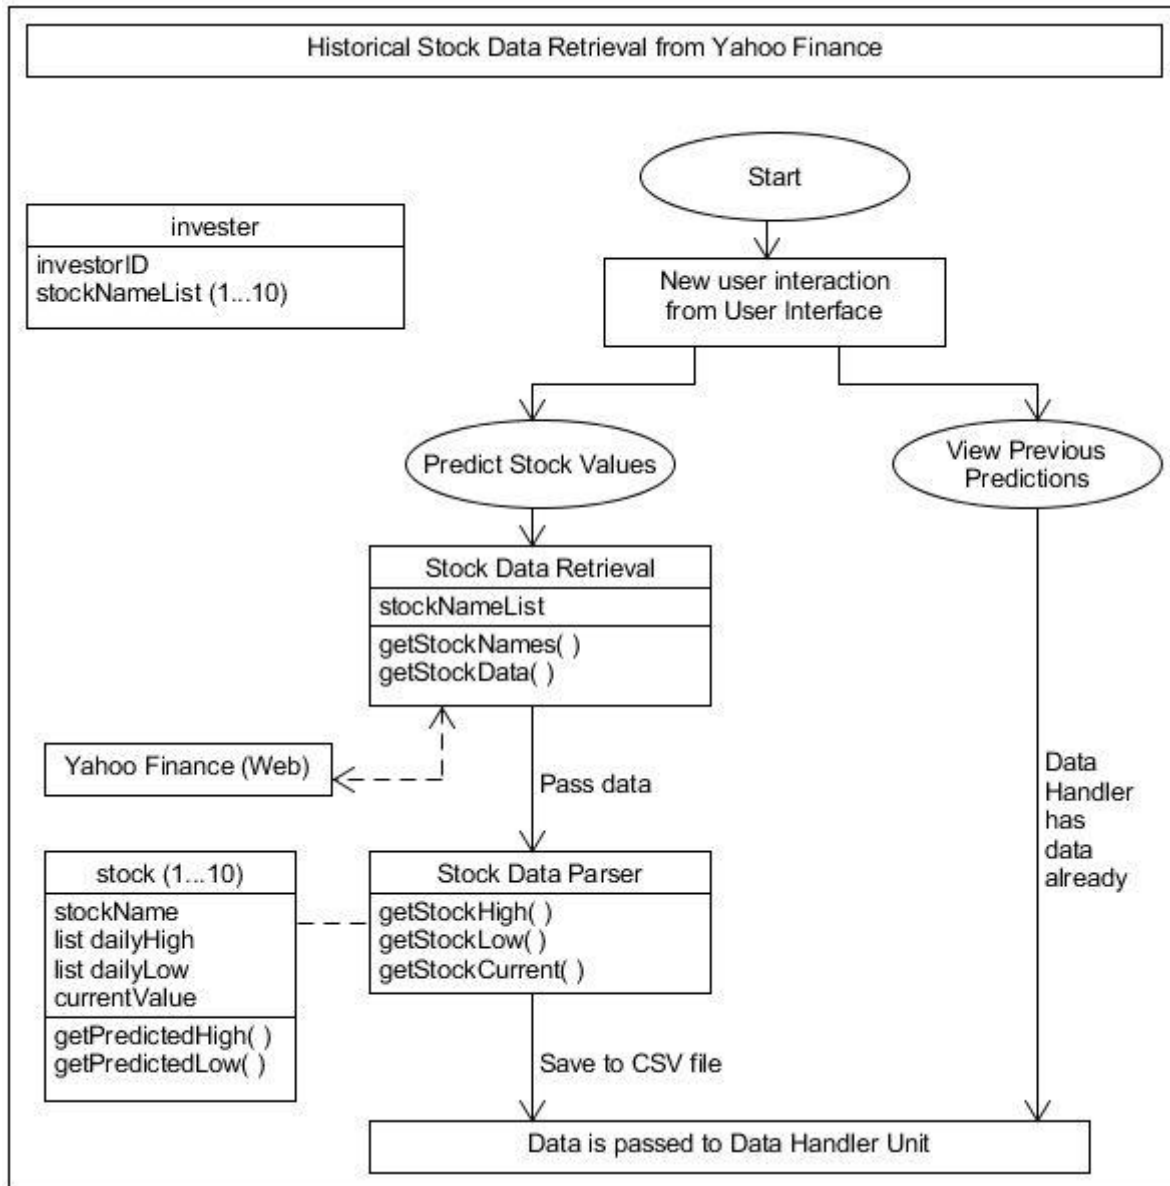 Historical Stock Data Retrieval from Yahoo Finance
Start
invester
investorID
stockNameList (1...10)
New user interaction
from User Interface
Predict Stock Values
View Previous
Predictions
Stock Data Retrieval
stockNameList
getStockNames( )
getStockData( )
Yahoo Finance (Web)
Pass data
Data
Handler
has
data
already
stock (1...10)
stockName
list dailyHigh
list dailyLow
currentValue
getPredictedHigh( )
getPredictedLow( )
Stock Data Parser
getStockHigh( )
getStockLow( )
getStockCurrent( )
Save to CSV file
Data is passed to Data Handler Unit